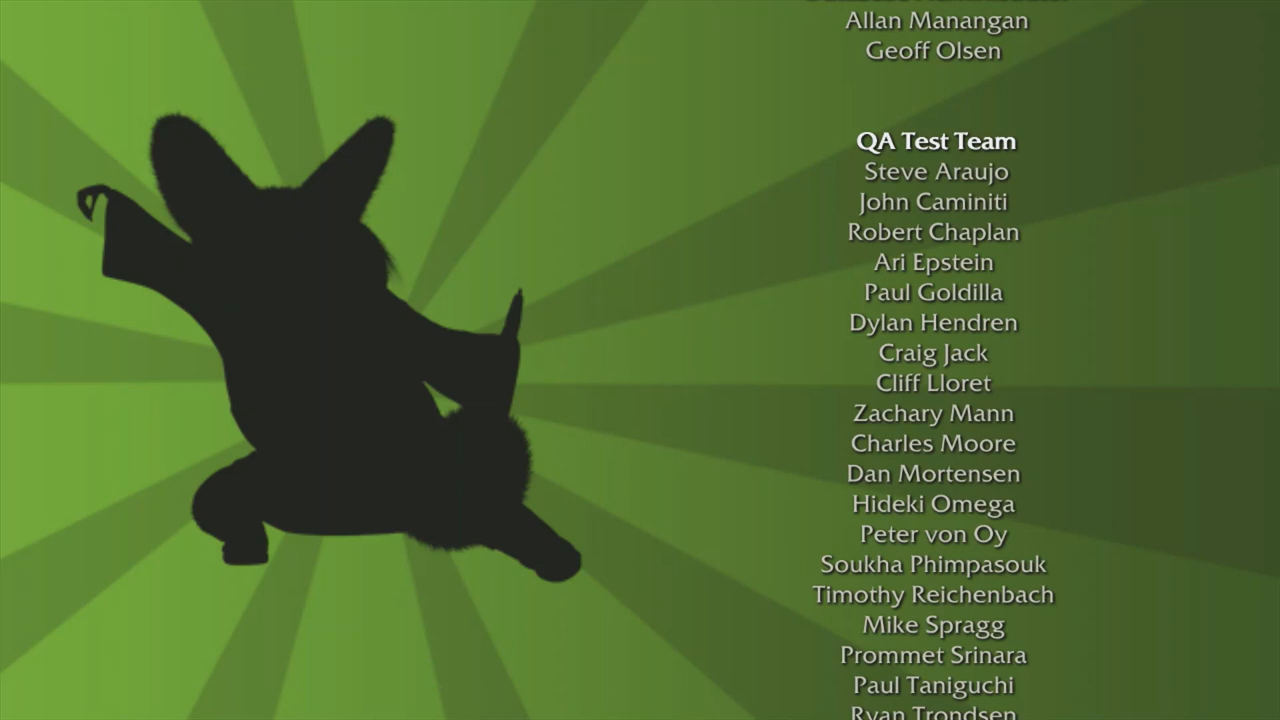 Allan Manangan
Geoff Olsen
QA Test Team
Steve Araujo
John Caminiti
Robert Chaplan
Ari Epstein
Paul Goldilla
Dylan Hendren
Craig Jack
Cliff Lloret
Zachary Mann
Charles Moore
Dan Mortensen
Hideki Omega
Peter von Oy
Soukha Phimpasouk
Timothy Reichenbach
Mike Spragg
Prommet Srinara
Paul Taniguchi
Ryan Trondsen